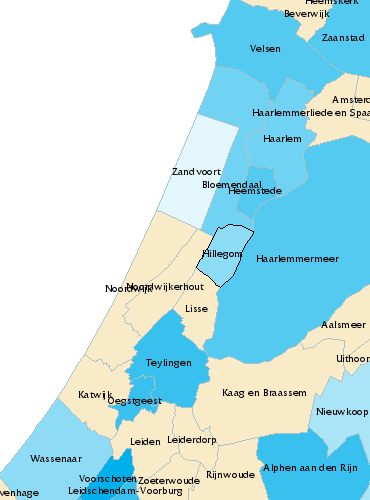 Heemskerk
Beverwijk
Zaanstad
Velsen
Amsterd
Haarlemmerliede en Spaa
Haarlem
Zandvoort
Bloemendaal
Heemstede
Hillegom
Haarlemmermeer
Noordwijk
Noordwijkerhout
Lisse
Aalsmeer
Uithoorn
Teylingen
Katwijk
Oegstgeest
Kaag en Braassem
Nieuwkoop
Leiden
Leiderdorp
Wassenaar
Voorschoten
Zoeterwoude
Rijnwoude
Alphen aan den Rijn
Leidschendam-Voorburg
venhage